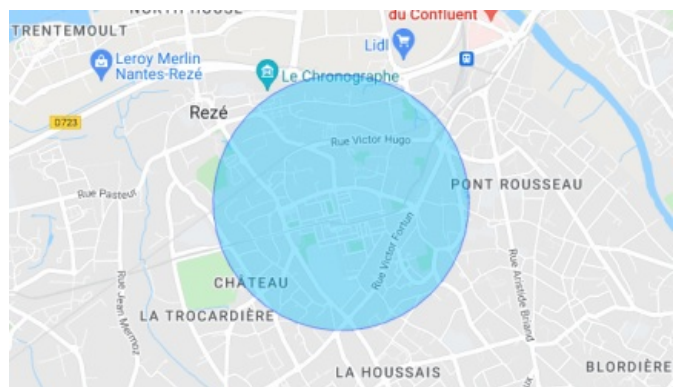 NORTH HOUSE
du Confluent
TRENTEMOULT
Lidl
Leroy Merlin
Nantes-Rezé
Le Chronographe
Rezé
D723
Rue Victor Hugo
Rue Pasteur
PONT ROUSSEAU
Rue Victor Fortun
CHÂTEAU
Rue Jean Mermoz
LA TROCARDIÈRE
Rue Aristide Briand
LA HOUSSAIS
BLORDIÈRE